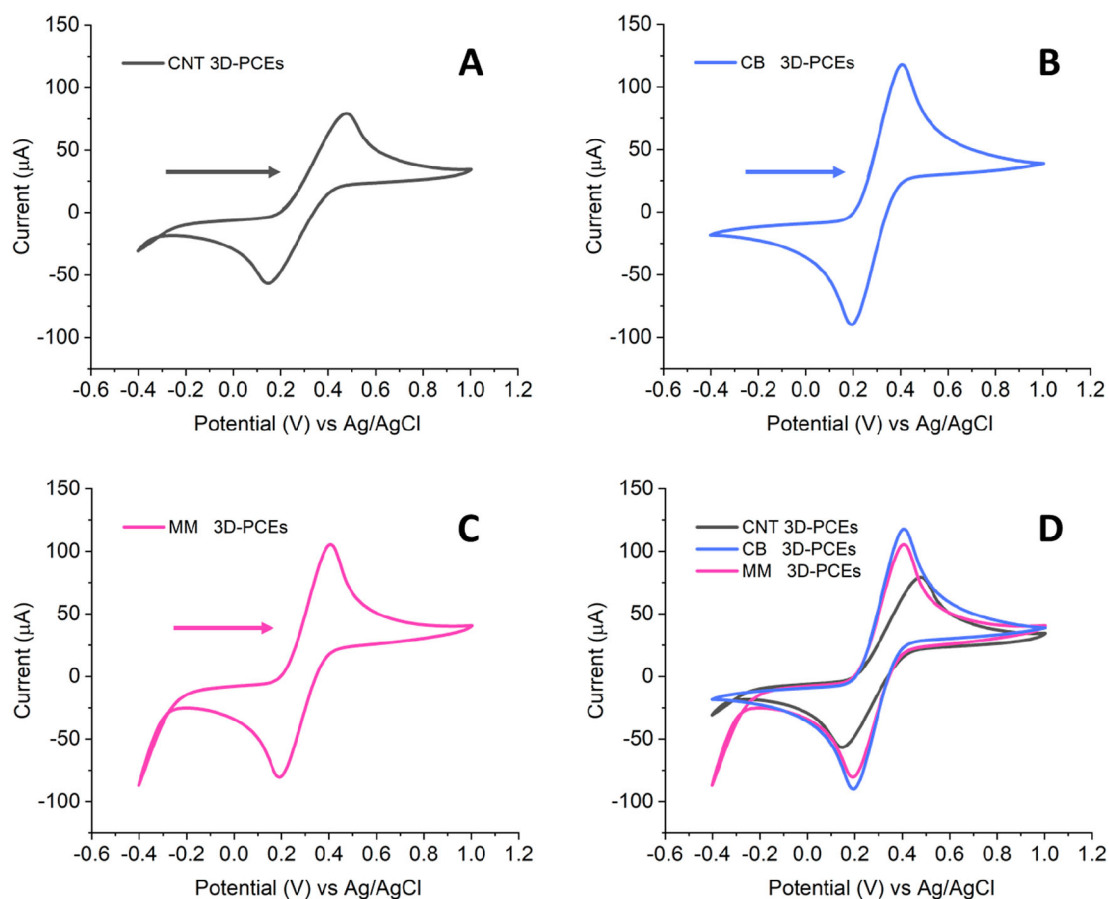 CNT 3D-PCEs
A
Current (µA)
150
100
50
0
-50
-100
-0.6 -0.4 -0.2 0.0 0.2 0.4 0.6 0.8 1.0 1.2
Potential (V) vs Ag/AgCl
CB 3D-PCEs
B
Current (µA)
150
100
50
0
-50
-100
-0.6 -0.4 -0.2 0.0 0.2 0.4 0.6 0.8 1.0 1.2
Potential (V) vs Ag/AgCl
MM 3D-PCEs
C
Current (µA)
150
100
50
0
-50
-100
-0.6 -0.4 -0.2 0.0 0.2 0.4 0.6 0.8 1.0 1.2
Potential (V) vs Ag/AgCl
CNT 3D-PCEs
CB 3D-PCEs
MM 3D-PCEs
D
Current (µA)
150
100
50
0
-50
-100
-0.6 -0.4 -0.2 0.0 0.2 0.4 0.6 0.8 1.0 1.2
Potential (V) vs Ag/AgCl